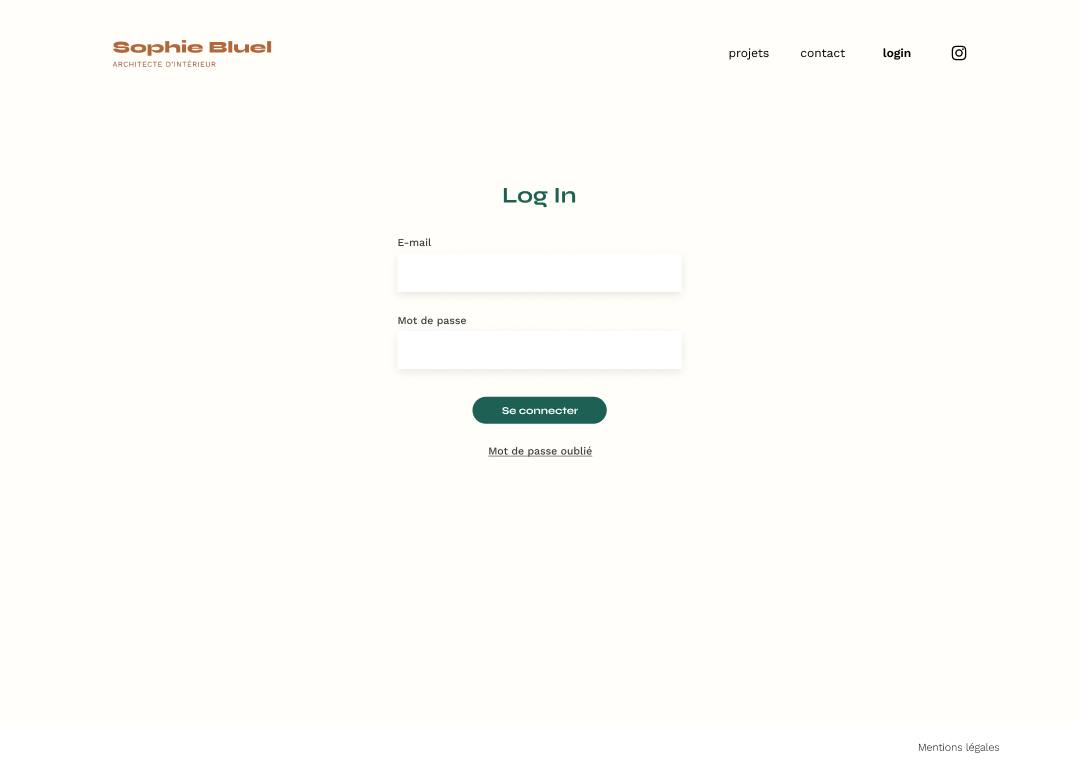 Sophie Bluel
ARCHITECTE D'INTÉRIEUR
projets contact login
Log In
E-mail
Mot de passe
Se connecter
Mot de passe oublié
Mentions légales